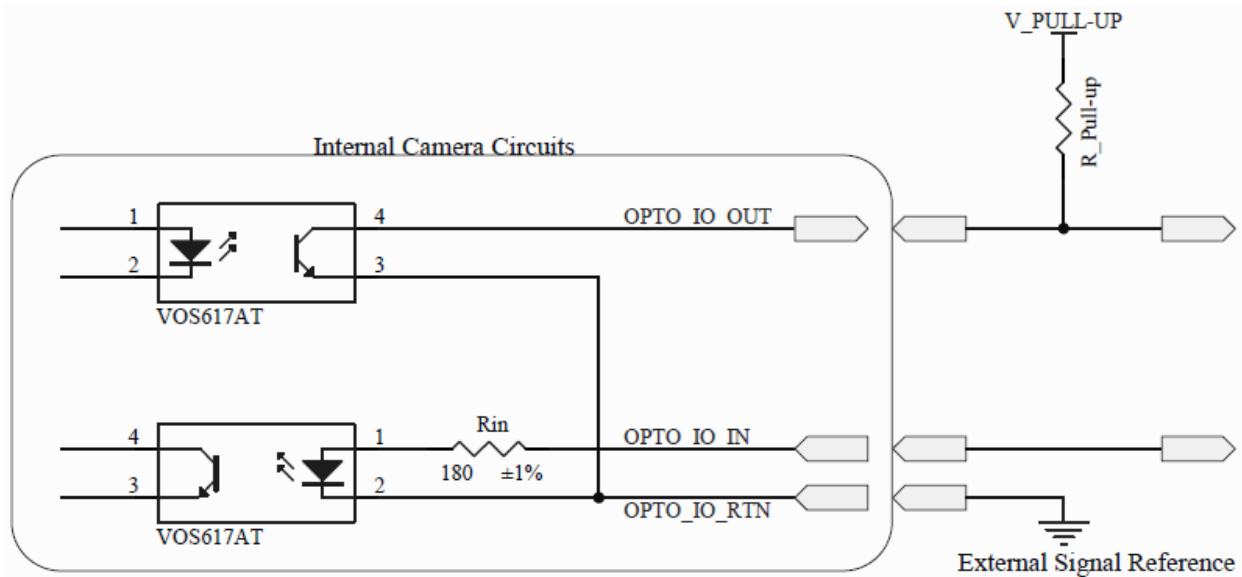 V_PULL-UP
R_Pull-up
Internal Camera Circuits
1
4
OPTO_IO_OUT
2
3
VOS617AT
4
1
Rin
OPTO_IO_IN
180 ±1%
3
2
OPTO_IO_RTN
VOS617AT
External Signal Reference